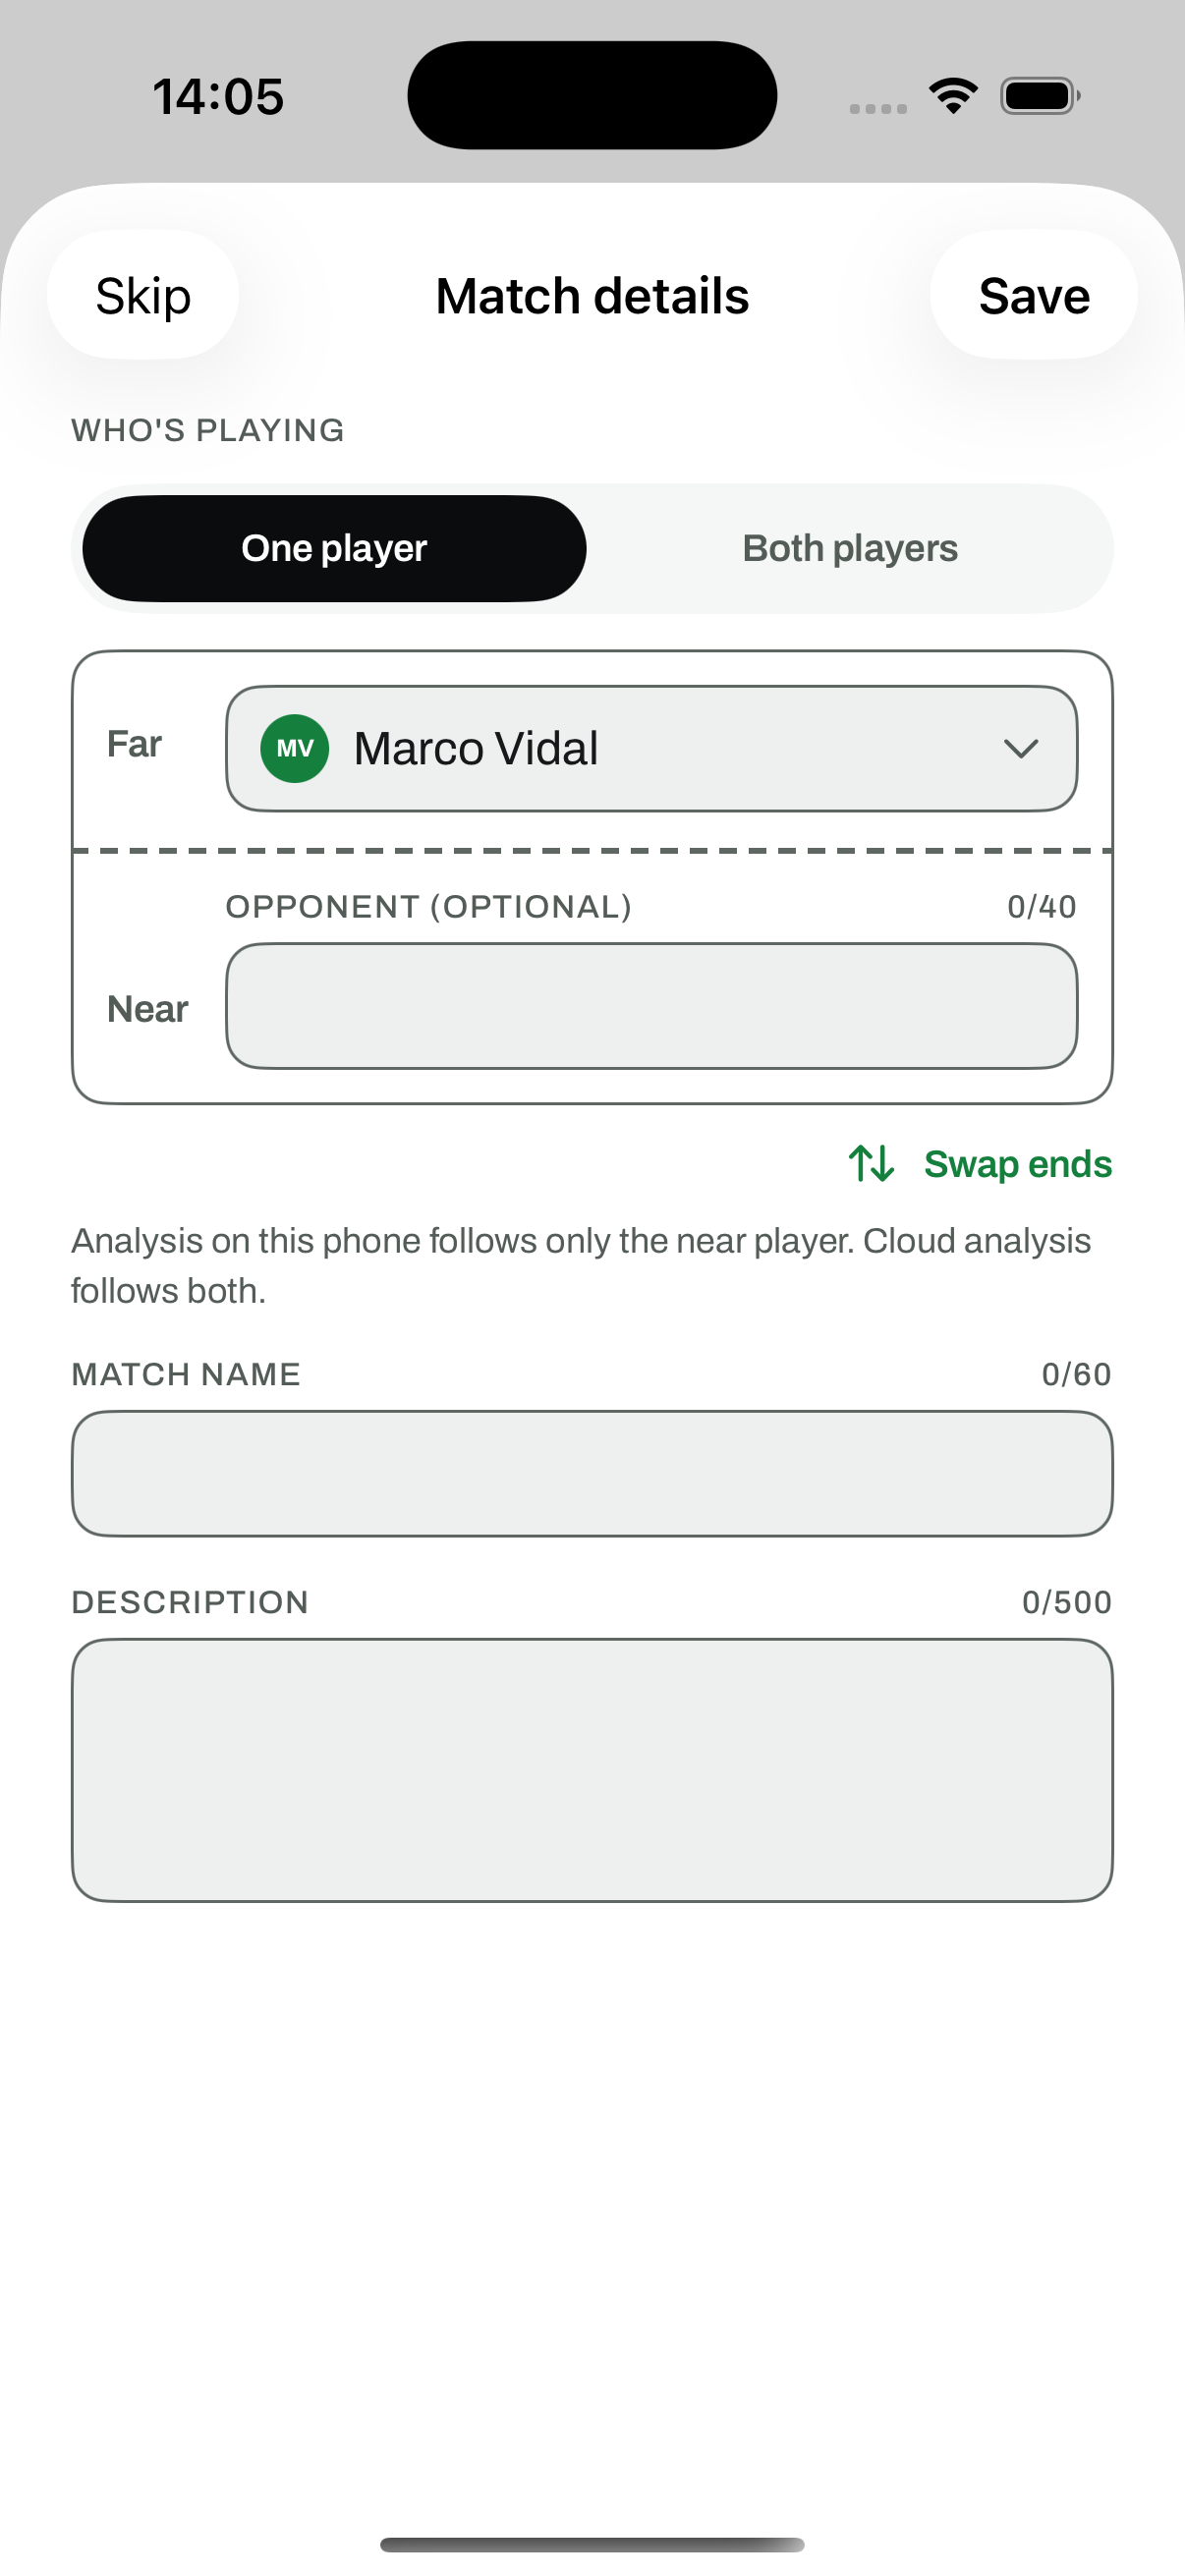 14:05
Skip
Match details
Save
WHO'S PLAYING
One player
Both players
Far
MV
Marco Vidal
OPPONENT (OPTIONAL)
0/40
Near
Swap ends
Analysis on this phone follows only the near player. Cloud analysis
follows both.
MATCH NAME
0/60
DESCRIPTION
0/500